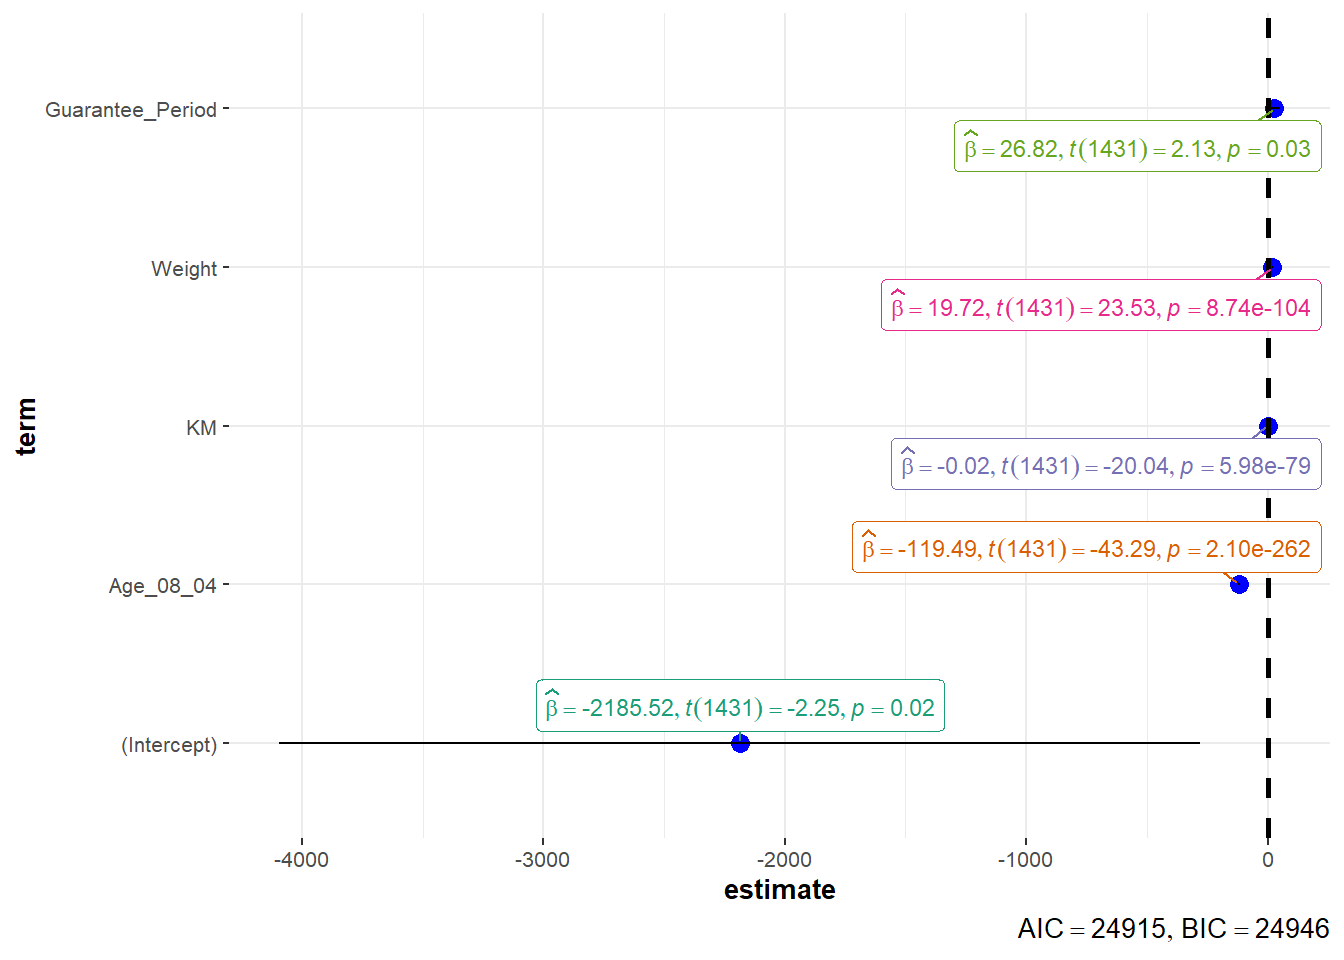 Guarantee_Period
β̂ = 26.82, t(1431) = 2.13, p = 0.03
Weight
β̂ = 19.72, t(1431) = 23.53, p = 8.74e-104
term
KM
β̂ = -0.02, t(1431) = -20.04, p = 5.98e-79
β̂ = -119.49, t(1431) = -43.29, p = 2.10e-262
Age_08_04
β̂ = -2185.52, t(1431) = -2.25, p = 0.02
(Intercept)
-4000 -3000 -2000 -1000 0
estimate
AIC = 24915, BIC = 24946